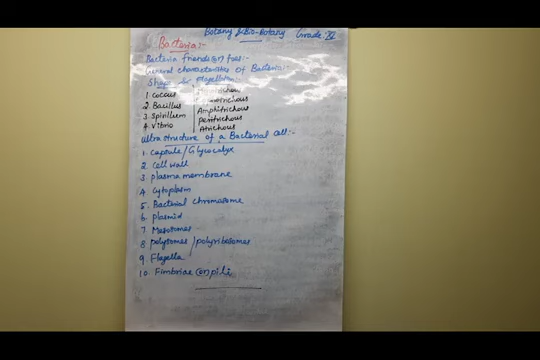 Botany & Bio-Botany Grade XI
Bacteria:-
Bacteria friends (or) foes:-
General characteristics of Bacteria:-
Shape & flagellar
1. Coccus
2. Bacillus
Amphitrichous
3. Spirillum
peritrichous
4. Vibrio
Atrichous
ultra structure of a Bacterial cell:-
1. Capsule/Glycocalyx
2. Cell wall
3. plasma membrane
4. Cytoplasm
5. Bacterial chromosome
6. plasmid
7. Mesosomes
8. polysomes /polyribosomes
9. Flagella
10. Fimbriae (or) pili